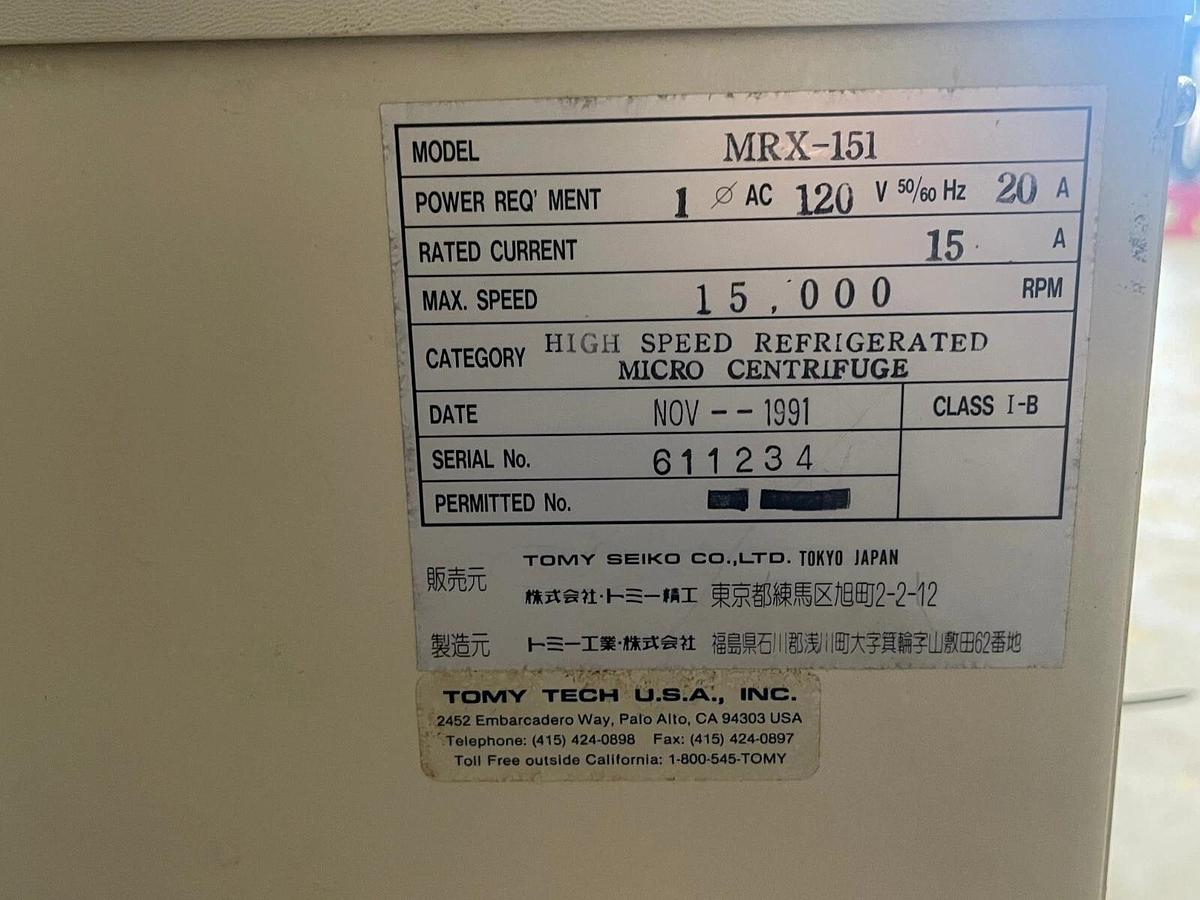 MODEL MRX-151
POWER REQ' MENT 1 ∅ AC 120 V 50/60 Hz 20 A
RATED CURRENT 15 A
MAX. SPEED 15,000 RPM
CATEGORY HIGH SPEED REFRIGERATED
MICRO CENTRIFUGE
DATE NOV -- 1991 CLASS I-B
SERIAL No. 611234
PERMITTED No.
TOMY SEIKO CO.,LTD. TOKYO JAPAN
販売元 株式会社・トミー精工 東京都練馬区旭町2-2-12
製造元 トミー工業・株式会社 福島県石川郡浅川町大字箕輪字山敷田62番地
TOMY TECH U.S.A., INC.
2452 Embarcadero Way, Palo Alto, CA 94303 USA
Telephone: (415) 424-0898 Fax: (415) 424-0897
Toll Free outside California: 1-800-545-TOMY